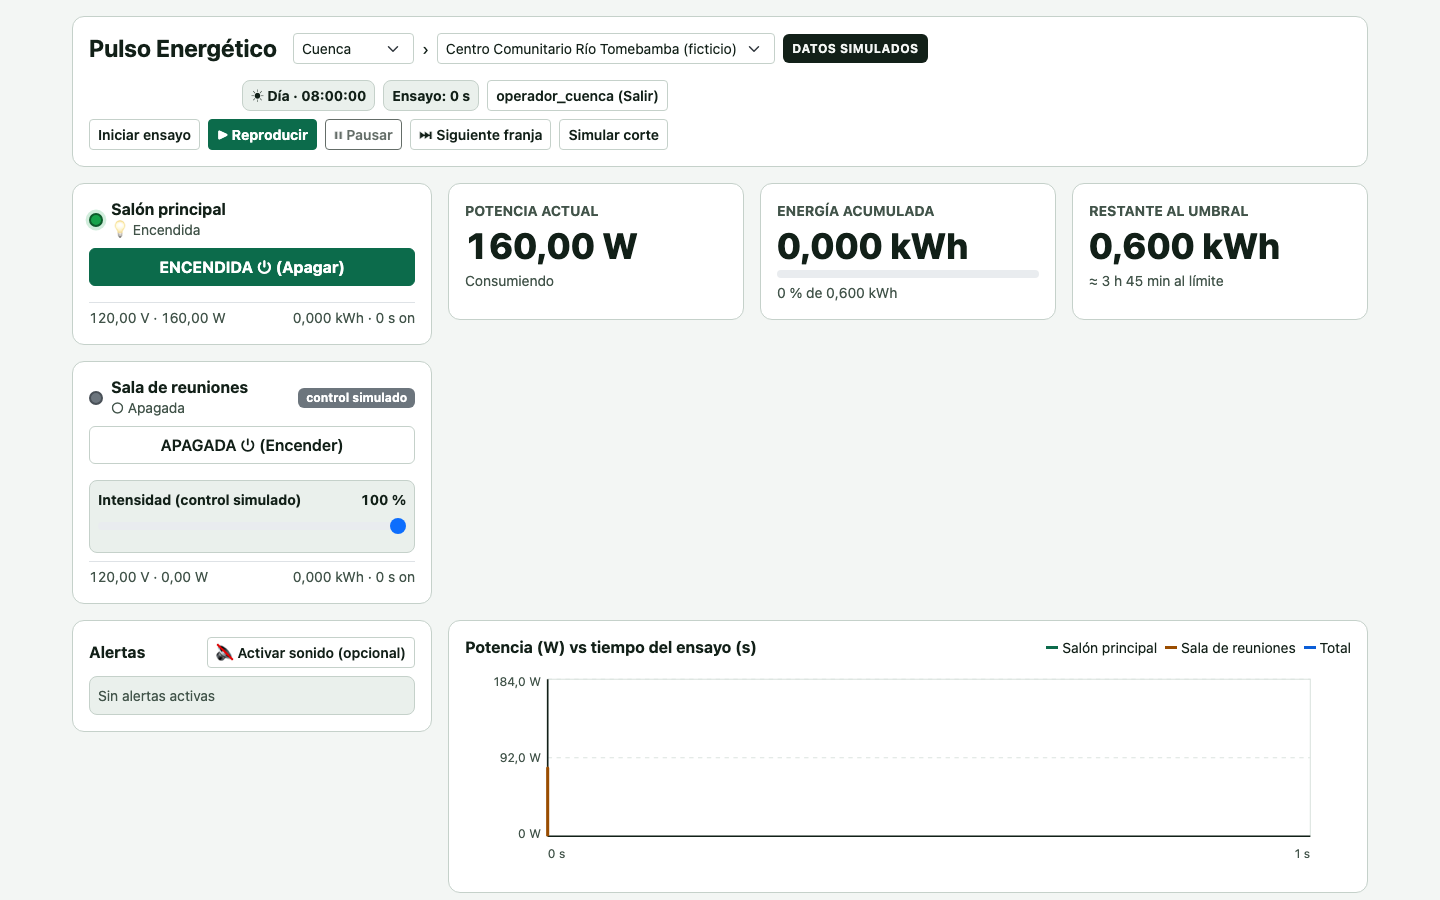 Pulso Energético
Cuenca
›
Centro Comunitario Río Tomebamba (ficticio)
DATOS SIMULADOS
☀ Día · 08:00:00
Ensayo: 0 s
operador_cuenca (Salir)
Iniciar ensayo
▶ Reproducir
⏸ Pausar
⏭ Siguiente franja
Simular corte
Salón principal
💡 Encendida
ENCENDIDA ⏻ (Apagar)
120,00 V · 160,00 W
0,000 kWh · 0 s on
POTENCIA ACTUAL
160,00 W
Consumiendo
ENERGÍA ACUMULADA
0,000 kWh
0 % de 0,600 kWh
RESTANTE AL UMBRAL
0,600 kWh
≈ 3 h 45 min al límite
Sala de reuniones
○ Apagada
control simulado
APAGADA ⏻ (Encender)
Intensidad (control simulado)
100 %
120,00 V · 0,00 W
0,000 kWh · 0 s on
Alertas
Activar sonido (opcional)
Sin alertas activas
Potencia (W) vs tiempo del ensayo (s)
Salón principal
Sala de reuniones
Total
184,0 W
92,0 W
0 W
0 s
1 s